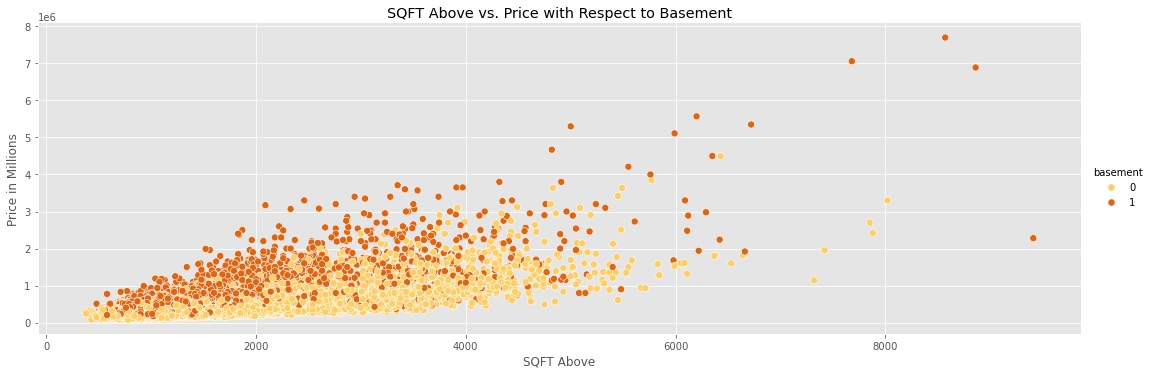 SQFT Above vs. Price with Respect to Basement
1e6
8
7
6
5
4
3
2
1
0
Price in Millions
0 2000 4000 6000 8000
SQFT Above
basement
0
1